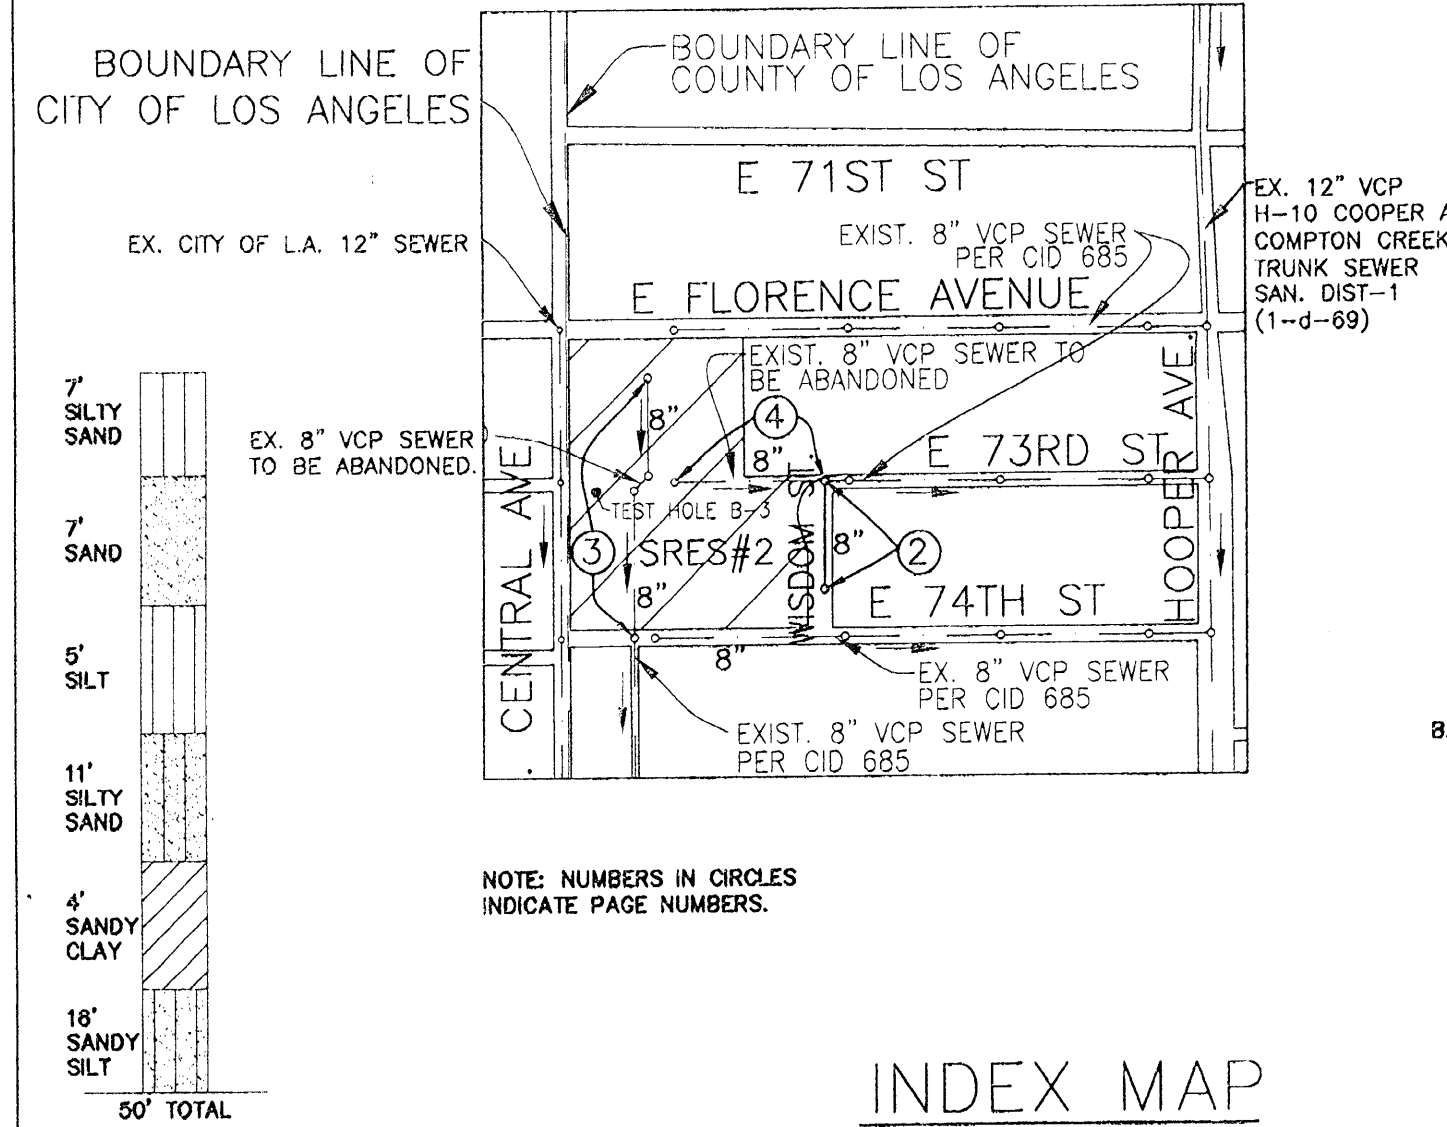 BOUNDARY LINE OF
CITY OF LOS ANGELES
BOUNDARY LINE OF
COUNTY OF LOS ANGELES
E 71ST ST
EX. CITY OF L.A. 12" SEWER
EXIST. 8" VCP SEWER
PER CID 685
EX. 12" VCP
H-10 COOPER A
COMPTON CREEK
TRUNK SEWER
SAN. DIST-1
(1-d-69)
E FLORENCE AVENUE
EXIST. 8" VCP SEWER TO
BE ABANDONED
EX. 8" VCP SEWER
TO BE ABANDONED.
8"
4
8"
E 73RD ST
HOOPER AVE.
CENTRAL AVE
TEST HOLE B-3
3
SRES#2
WISDOM ST.
8"
2
8"
E 74TH ST
8"
EX. 8" VCP SEWER
PER CID 685
EXIST. 8" VCP SEWER
PER CID 685
7'
SILTY
SAND
7'
SAND
5'
SILT
11'
SILTY
SAND
4'
SANDY
CLAY
16'
SANDY
SILT
50' TOTAL
NOTE: NUMBERS IN CIRCLES
INDICATE PAGE NUMBERS.
INDEX MAP